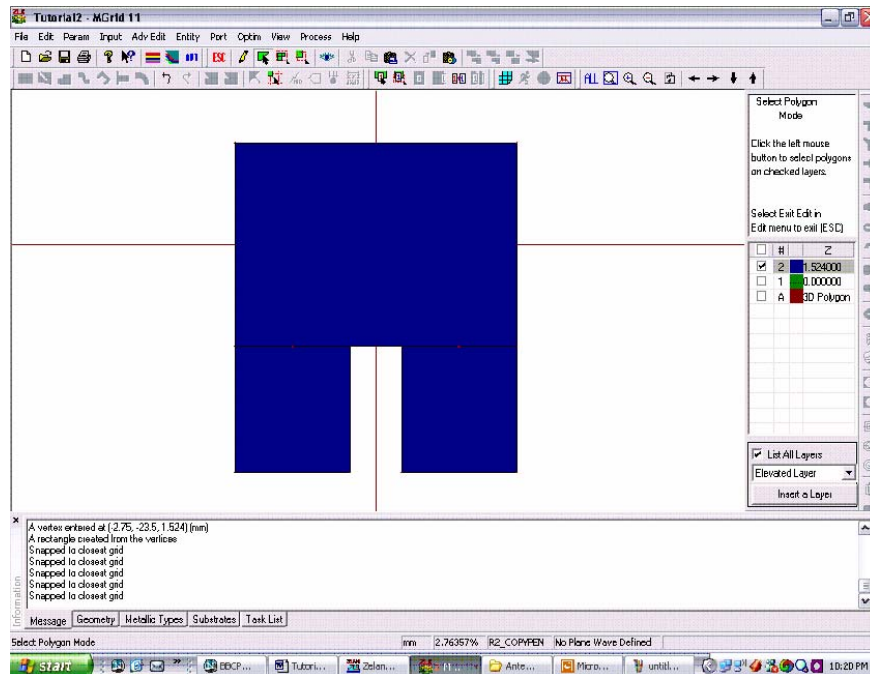 Tutorial2 - MGrid 11
File Edit Param Input Adv Edit Entity Port Optim View Process Help
ESC
ALL
Select Polygon
Mode
Click the left mouse
button to select polygons
on checked layers.
Select Exit Edit in
Edit menu to exit (ESC)
# Z
2 1.524000
1 0.000000
A 3D Polygon
List All Layers
Elevated Layer
Insert a Layer
A vertex entered at (-2.75, -23.5, 1.524) (mm)
A rectangle created from the vertices
Snapped to closest grid
Snapped to closest grid
Snapped to closest grid
Snapped to closest grid
Snapped to closest grid
Information
Message Geometry Metallic Types Substrates Task List
Select Polygon Mode mm 2.76357% R2_COPYPEN No Plane Wave Defined
start BBCP... Tutori... Zelan... Ante... Micro... untitl... 10:20 PM